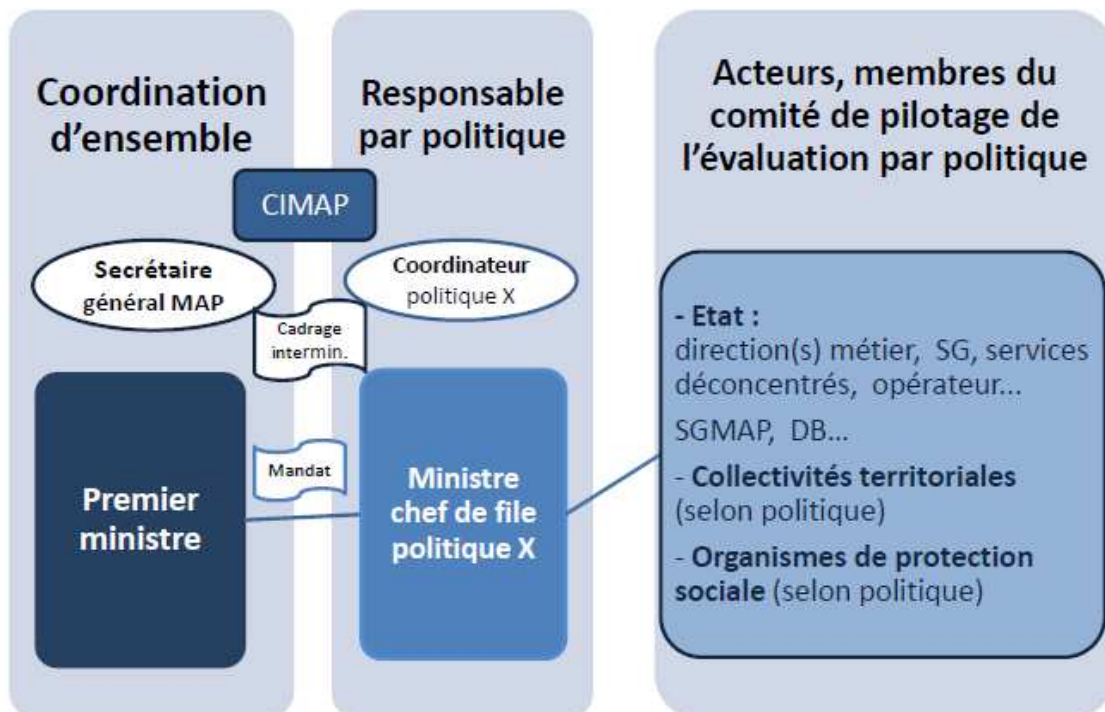 Coordination
d'ensemble
Responsable
par politique
Acteurs, membres du
comité de pilotage de
l'évaluation par politique
CIMAP
Secrétaire
général MAP
Coordinateur
politique X
Cadrage
intermin.
Mandat
Premier
ministre
Ministre
chef de file
politique X
- Etat :
direction(s) métier, SG, services
déconcentrés, opérateur...
SGMAP, DB...
- Collectivités territoriales
(selon politique)
- Organismes de protection
sociale (selon politique)